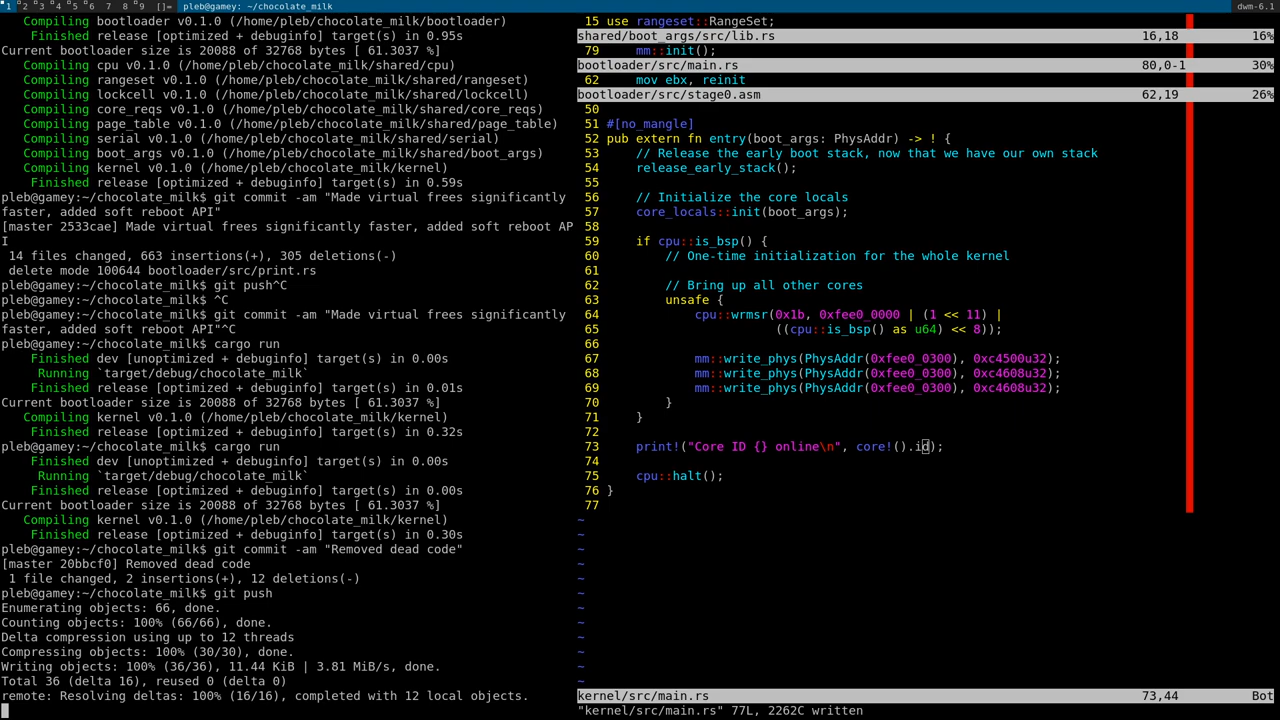 1 2 3 4 5 6 7 8 9 []= pleb@gamey: ~/chocolate_milk dwm-6.1
   Compiling bootloader v0.1.0 (/home/pleb/chocolate_milk/bootloader)
    Finished release [optimized + debuginfo] target(s) in 0.95s
Current bootloader size is 20088 of 32768 bytes [ 61.3037 %]
   Compiling cpu v0.1.0 (/home/pleb/chocolate_milk/shared/cpu)
   Compiling rangeset v0.1.0 (/home/pleb/chocolate_milk/shared/rangeset)
   Compiling lockcell v0.1.0 (/home/pleb/chocolate_milk/shared/lockcell)
   Compiling core_reqs v0.1.0 (/home/pleb/chocolate_milk/shared/core_reqs)
   Compiling page_table v0.1.0 (/home/pleb/chocolate_milk/shared/page_table)
   Compiling serial v0.1.0 (/home/pleb/chocolate_milk/shared/serial)
   Compiling boot_args v0.1.0 (/home/pleb/chocolate_milk/shared/boot_args)
   Compiling kernel v0.1.0 (/home/pleb/chocolate_milk/kernel)
    Finished release [optimized + debuginfo] target(s) in 0.59s
pleb@gamey:~/chocolate_milk$ git commit -am "Made virtual frees significantly
faster, added soft reboot API"
[master 2533cae] Made virtual frees significantly faster, added soft reboot AP
I
 14 files changed, 663 insertions(+), 305 deletions(-)
 delete mode 100644 bootloader/src/print.rs
pleb@gamey:~/chocolate_milk$ git push^C
pleb@gamey:~/chocolate_milk$ ^C
pleb@gamey:~/chocolate_milk$ git commit -am "Made virtual frees significantly
faster, added soft reboot API"^C
pleb@gamey:~/chocolate_milk$ cargo run
    Finished dev [unoptimized + debuginfo] target(s) in 0.00s
     Running `target/debug/chocolate_milk`
    Finished release [optimized + debuginfo] target(s) in 0.01s
Current bootloader size is 20088 of 32768 bytes [ 61.3037 %]
   Compiling kernel v0.1.0 (/home/pleb/chocolate_milk/kernel)
    Finished release [optimized + debuginfo] target(s) in 0.32s
pleb@gamey:~/chocolate_milk$ cargo run
    Finished dev [unoptimized + debuginfo] target(s) in 0.00s
     Running `target/debug/chocolate_milk`
    Finished release [optimized + debuginfo] target(s) in 0.00s
Current bootloader size is 20088 of 32768 bytes [ 61.3037 %]
   Compiling kernel v0.1.0 (/home/pleb/chocolate_milk/kernel)
    Finished release [optimized + debuginfo] target(s) in 0.30s
pleb@gamey:~/chocolate_milk$ git commit -am "Removed dead code"
[master 20bbcf0] Removed dead code
 1 file changed, 2 insertions(+), 12 deletions(-)
pleb@gamey:~/chocolate_milk$ git push
Enumerating objects: 66, done.
Counting objects: 100% (66/66), done.
Delta compression using up to 12 threads
Compressing objects: 100% (30/30), done.
Writing objects: 100% (36/36), 11.44 KiB | 3.81 MiB/s, done.
Total 36 (delta 16), reused 0 (delta 0)
remote: Resolving deltas: 100% (16/16), completed with 12 local objects.
15 use rangeset::RangeSet;
shared/boot_args/src/lib.rs 16,18 16%
79     mm::init();
bootloader/src/main.rs 80,0-1 30%
62     mov ebx, reinit
bootloader/src/stage0.asm 62,19 26%
50
51 #[no_mangle]
52 pub extern fn entry(boot_args: PhysAddr) -> ! {
53     // Release the early boot stack, now that we have our own stack
54     release_early_stack();
55
56     // Initialize the core locals
57     core_locals::init(boot_args);
58
59     if cpu::is_bsp() {
60         // One-time initialization for the whole kernel
61
62         // Bring up all other cores
63         unsafe {
64             cpu::wrmsr(0x1b, 0xfee0_0000 | (1 << 11) |
65                        ((cpu::is_bsp() as u64) << 8));
66
67             mm::write_phys(PhysAddr(0xfee0_0300), 0xc4500u32);
68             mm::write_phys(PhysAddr(0xfee0_0300), 0xc4608u32);
69             mm::write_phys(PhysAddr(0xfee0_0300), 0xc4608u32);
70         }
71     }
72
73     print!("Core ID {} online\n", core!().id);
74
75     cpu::halt();
76 }
77
~
~
~
~
~
~
~
~
~
~
~
~
kernel/src/main.rs 73,44 Bot
"kernel/src/main.rs" 77L, 2262C written